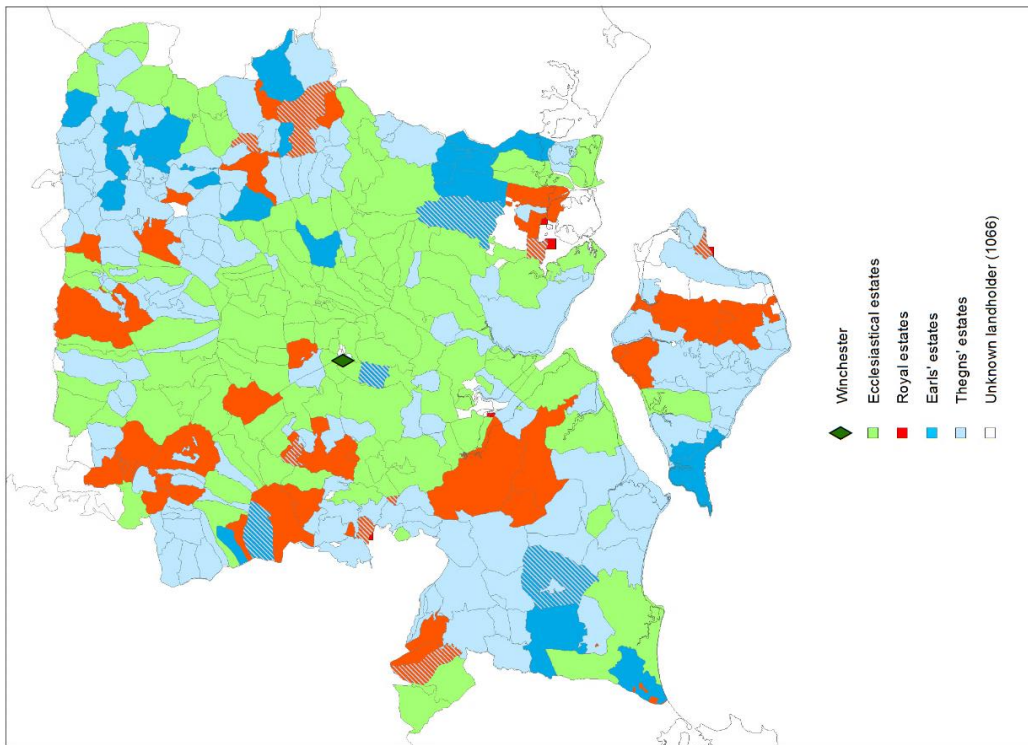 Winchester
Ecclesiastical estates
Royal estates
Earls' estates
Thegns' estates
Unknown landholder (1066)